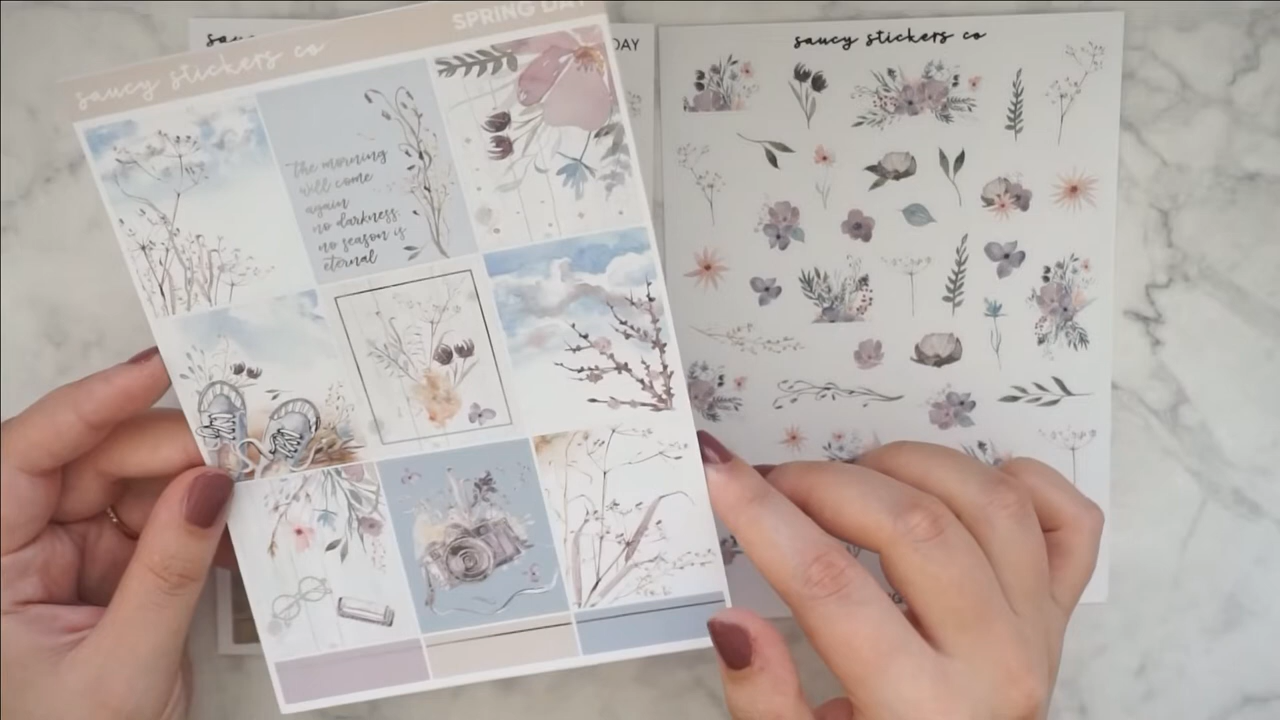 SPRING DAY
saucy stickers co
the morning
will come
again
no darkness
no season is
eternal
saucy
DAY
saucy stickers co